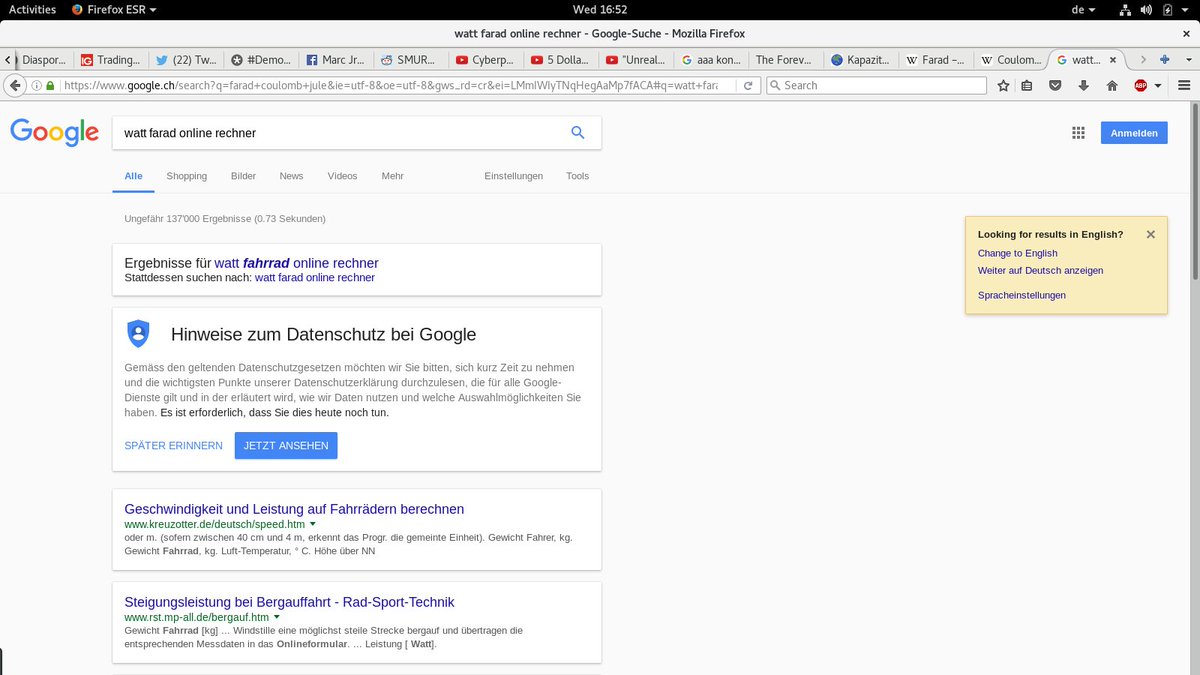 Activities Firefox ESR Wed 16:52 de
watt farad online rechner - Google-Suche - Mozilla Firefox
Diaspor... Trading... (22) Tw... #Demo... Marc Jr... SMUR... Cyberp... 5 Dolla... "Unreal... aaa kon... The Forev... Kapazit... Farad –... Coulom... watt...
https://www.google.ch/search?q=farad+coulomb+jule&ie=utf-8&oe=utf-8&gws_rd=cr&ei=LMmIWIyTNqHegAaMp7fACA#q=watt+fara Search ABP
Google watt farad online rechner Anmelden
Alle Shopping Bilder News Videos Mehr Einstellungen Tools
Ungefähr 137'000 Ergebnisse (0.73 Sekunden)
Looking for results in English?
Change to English
Weiter auf Deutsch anzeigen
Spracheinstellungen
Ergebnisse für watt fahrrad online rechner
Stattdessen suchen nach: watt farad online rechner
Hinweise zum Datenschutz bei Google
Gemäss den geltenden Datenschutzgesetzen möchten wir Sie bitten, sich kurz Zeit zu nehmen
und die wichtigsten Punkte unserer Datenschutzerklärung durchzulesen, die für alle Google-
Dienste gilt und in der erläutert wird, wie wir Daten nutzen und welche Auswahlmöglichkeiten Sie
haben. Es ist erforderlich, dass Sie dies heute noch tun.
SPÄTER ERINNERN JETZT ANSEHEN
Geschwindigkeit und Leistung auf Fahrrädern berechnen
www.kreuzotter.de/deutsch/speed.htm
oder m. (sofern zwischen 40 cm und 4 m, erkennt das Progr. die gemeinte Einheit). Gewicht Fahrer, kg.
Gewicht Fahrrad, kg. Luft-Temperatur, ° C. Höhe über NN
Steigungsleistung bei Bergauffahrt - Rad-Sport-Technik
www.rst.mp-all.de/bergauf.htm
Gewicht Fahrrad [kg] ... Windstille eine möglichst steile Strecke bergauf und übertragen die
entsprechenden Messdaten in das Onlineformular. ... Leistung [ Watt].